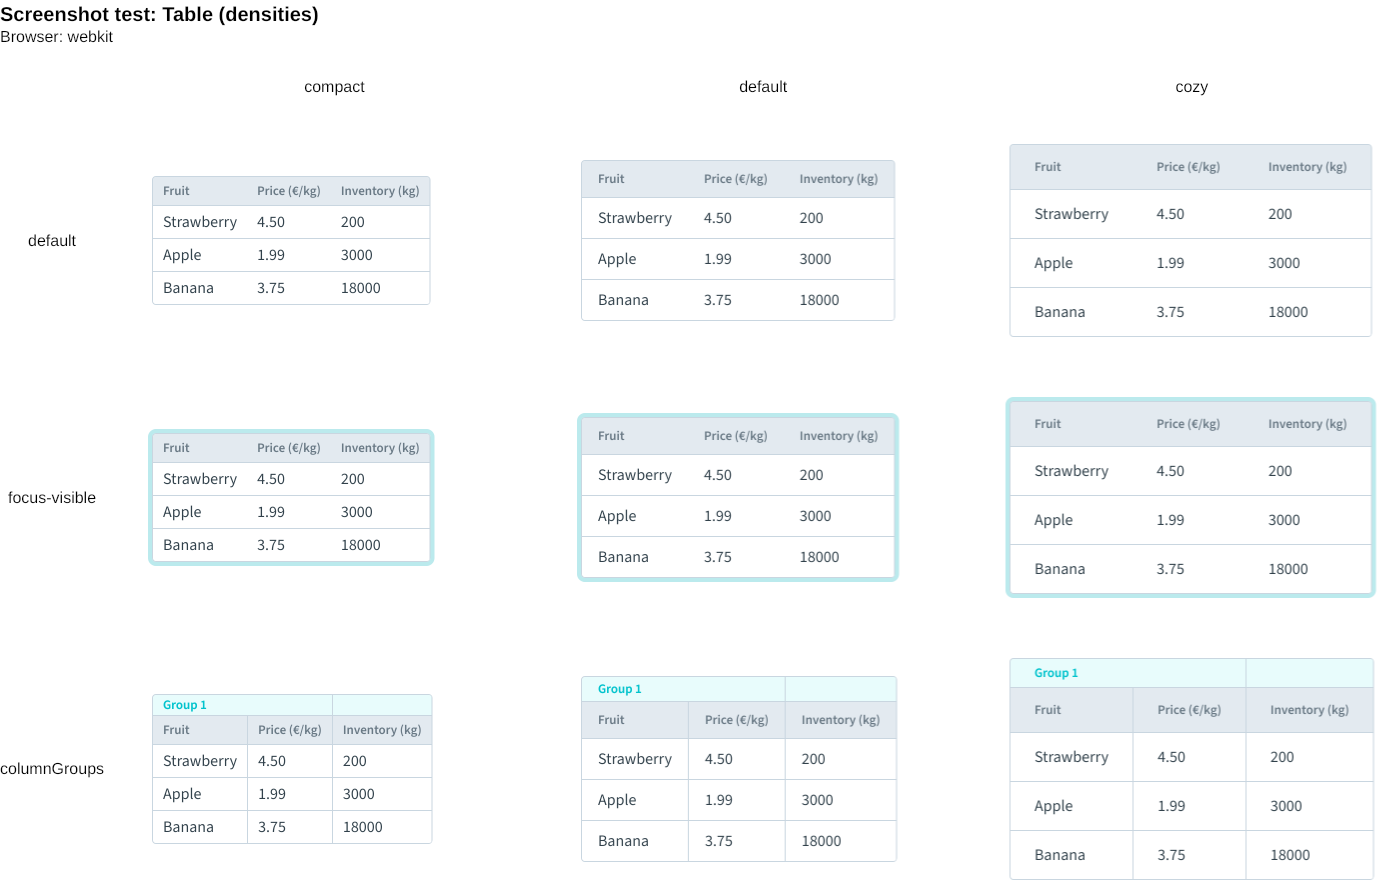 Screenshot test: Table (densities)
Browser: webkit
compact default cozy
default
Fruit Price (€/kg) Inventory (kg)
Strawberry 4.50 200
Apple 1.99 3000
Banana 3.75 18000
Fruit Price (€/kg) Inventory (kg)
Strawberry 4.50 200
Apple 1.99 3000
Banana 3.75 18000
Fruit Price (€/kg) Inventory (kg)
Strawberry 4.50 200
Apple 1.99 3000
Banana 3.75 18000
focus-visible
Fruit Price (€/kg) Inventory (kg)
Strawberry 4.50 200
Apple 1.99 3000
Banana 3.75 18000
Fruit Price (€/kg) Inventory (kg)
Strawberry 4.50 200
Apple 1.99 3000
Banana 3.75 18000
Fruit Price (€/kg) Inventory (kg)
Strawberry 4.50 200
Apple 1.99 3000
Banana 3.75 18000
columnGroups
Group 1
Fruit Price (€/kg) Inventory (kg)
Strawberry 4.50 200
Apple 1.99 3000
Banana 3.75 18000
Group 1
Fruit Price (€/kg) Inventory (kg)
Strawberry 4.50 200
Apple 1.99 3000
Banana 3.75 18000
Group 1
Fruit Price (€/kg) Inventory (kg)
Strawberry 4.50 200
Apple 1.99 3000
Banana 3.75 18000